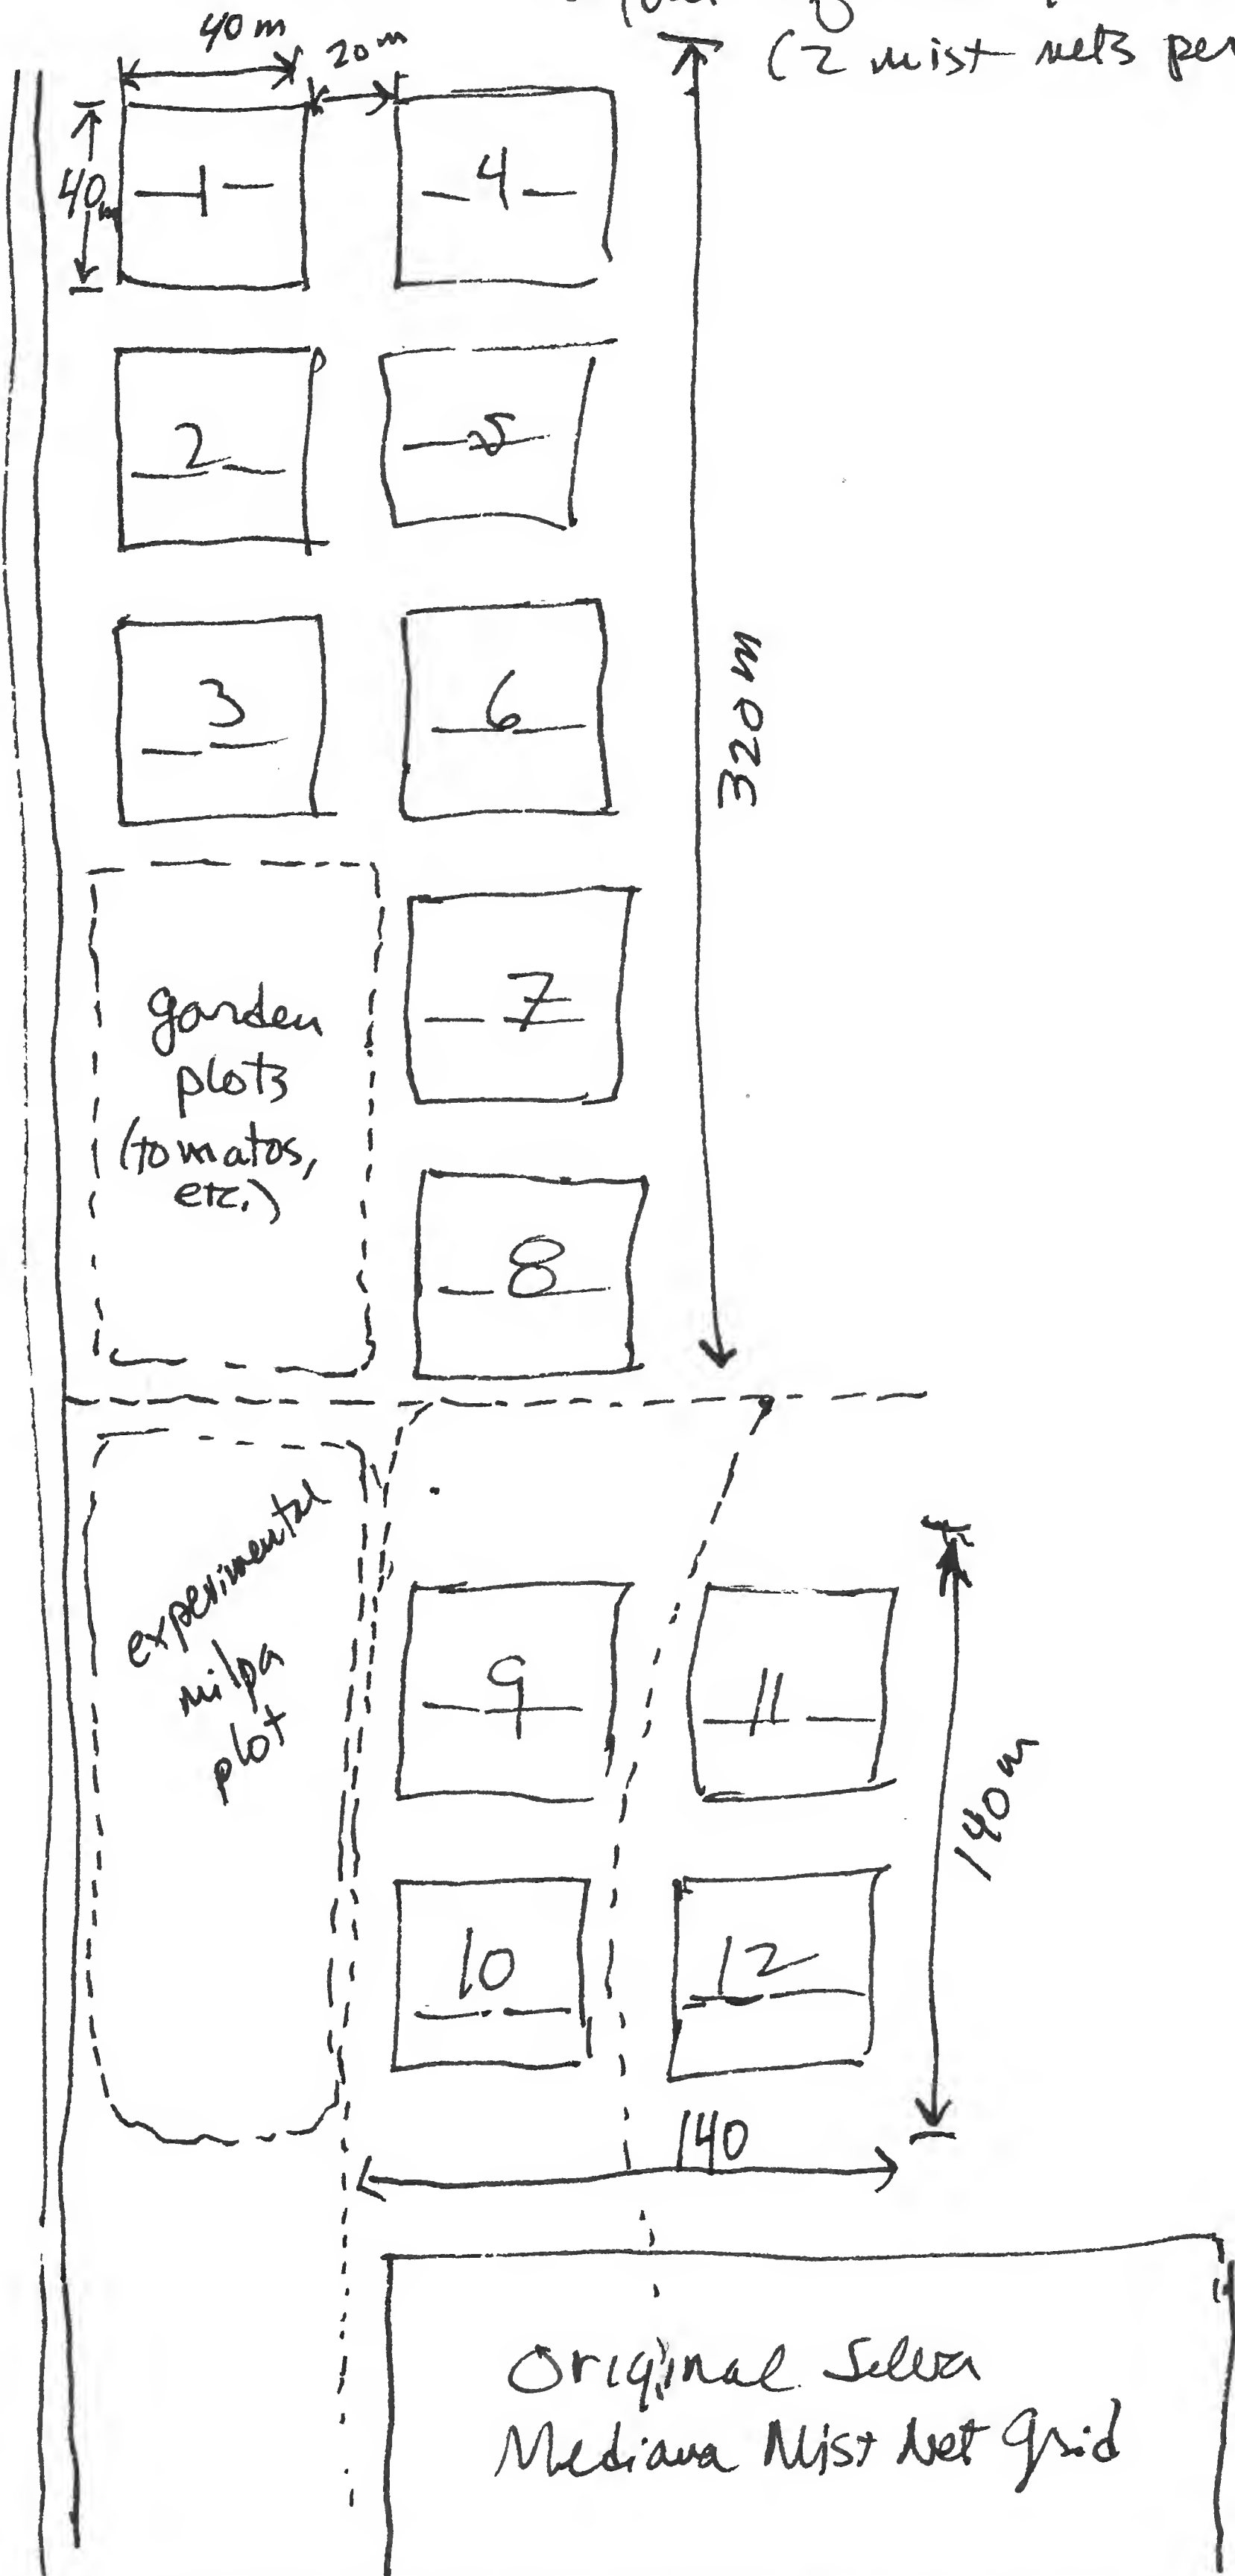 (2 mist nets per
40 m
20 m
40 m
1
4
2
5
3
6
320 m
garden
plots
(tomatos,
etc.)
7
8
experimental
milpa
plot
9
11
140 m
10
12
140
Original Selva
Mediana Mist Net Grid